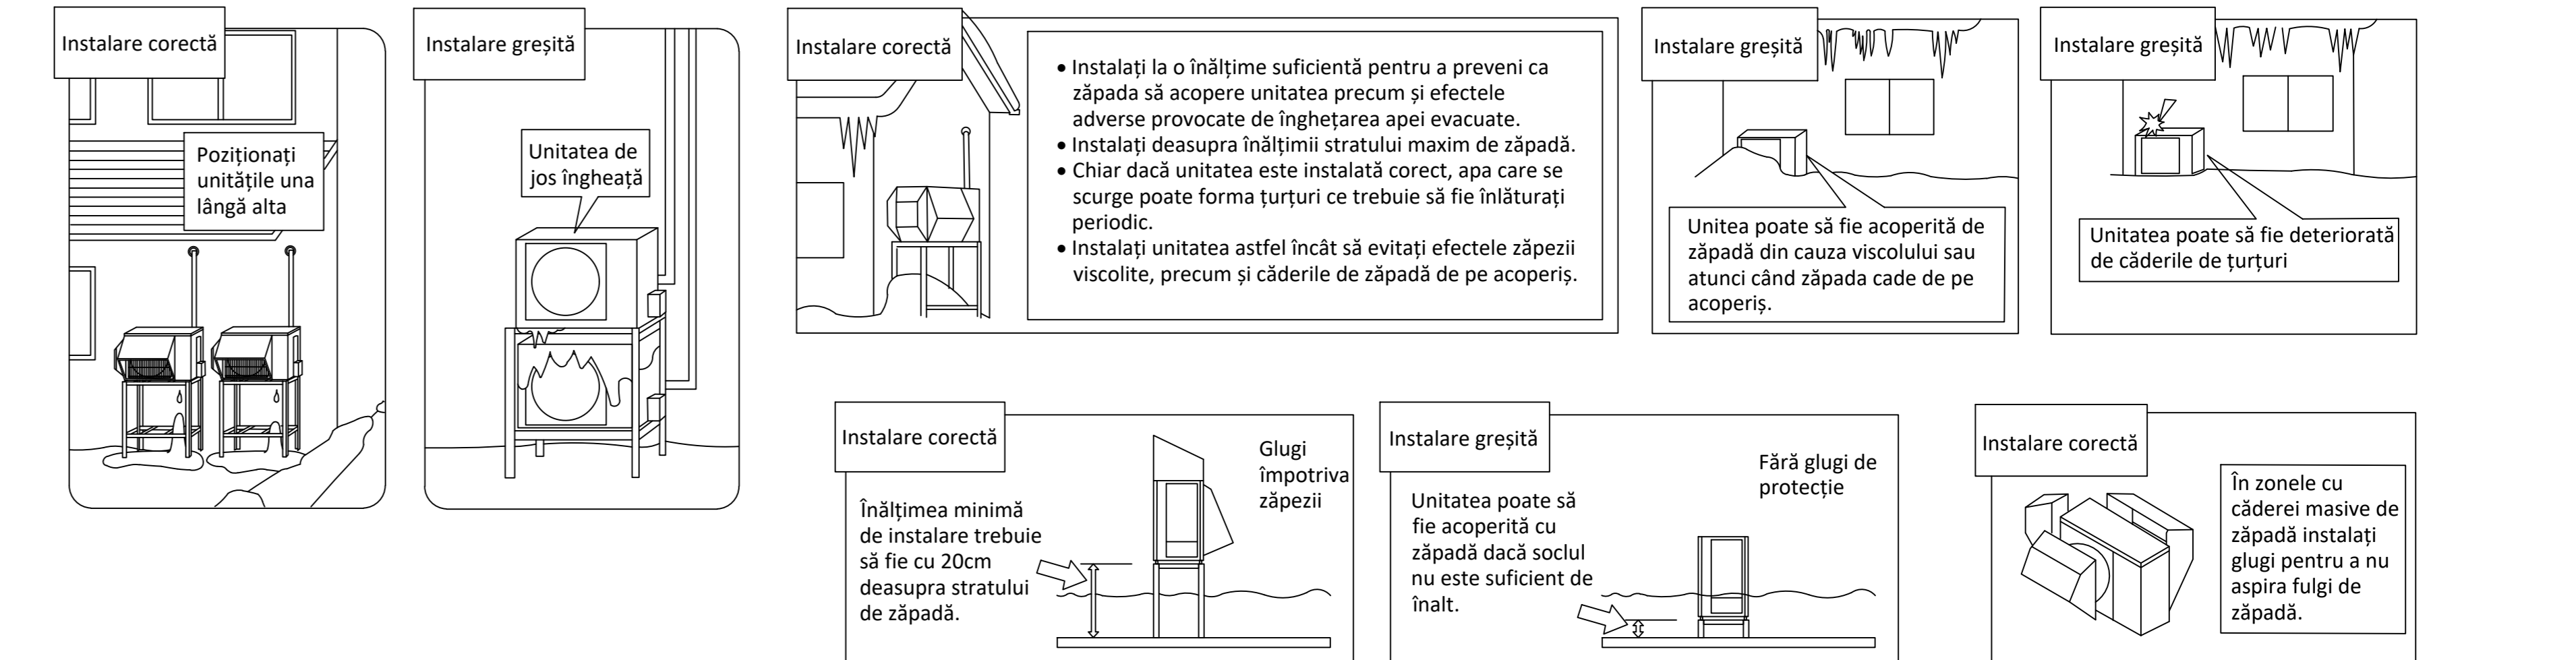 Instalare corectă
Poziționați
unitățile una
lângă alta
Instalare greșită
Unitatea de
jos îngheață
Instalare corectă
• Instalați la o înălțime suficientă pentru a preveni ca
zăpada să acopere unitatea precum și efectele
adverse provocate de înghețarea apei evacuate.
• Instalați deasupra înălțimii stratului maxim de zăpadă.
• Chiar dacă unitatea este instalată corect, apa care se
scurge poate forma țurțuri ce trebuie să fie înlăturați
periodic.
• Instalați unitatea astfel încât să evitați efectele zăpezii
viscolite, precum și căderile de zăpadă de pe acoperiș.
Instalare greșită
Unitea poate să fie acoperită de
zăpadă din cauza viscolului sau
atunci când zăpada cade de pe
acoperiș.
Instalare greșită
Unitatea poate să fie deteriorată
de căderile de țurțuri
Instalare corectă
Glugi
împotriva
zăpezii
Înălțimea minimă
de instalare trebuie
să fie cu 20cm
deasupra stratului
de zăpadă.
Instalare greșită
Fără glugi de
protecție
Unitatea poate să
fie acoperită cu
zăpadă dacă soclul
nu este suficient de
înalt.
Instalare corectă
În zonele cu
căderei masive de
zăpadă instalați
glugi pentru a nu
aspira fulgi de
zăpadă.